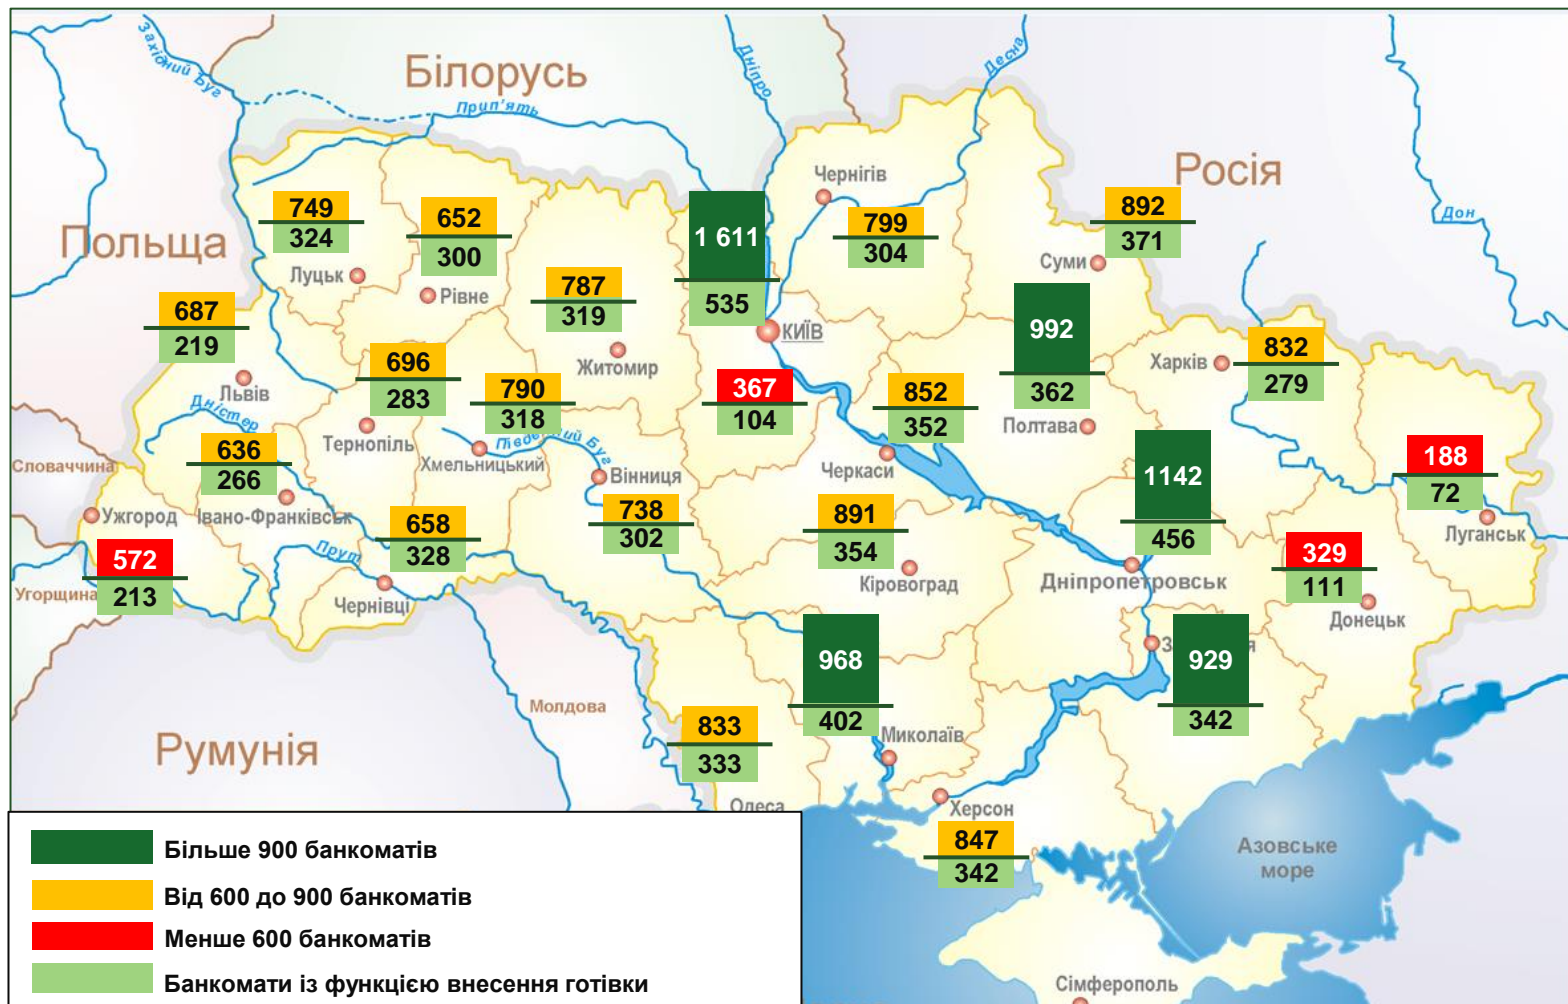 Західний Буг
Білорусь
Дніпро
Десна
Прип'ять
Росія
Дон
Польща
Чернігів
749
324
Луцьк
652
300
Рівне
1 611
535
КИЇВ
799
304
892
371
Суми
787
319
Житомир
687
219
Львів
992
362
Полтава
Харків
832
279
696
283
Тернопіль
790
318
Хмельницький
Південний Буг
367
104
852
352
Черкаси
Дністер
636
266
Івано-Франківськ
Словаччина
Ужгород
Вінниця
738
302
1142
456
188
72
Луганськ
658
328
891
354
Кіровоград
Дніпропетровськ
329
111
Донецьк
572
213
Угорщина
Прут
Чернівці
968
402
Миколаїв
929
342
Молдова
833
333
Одеса
Румунія
Херсон
847
342
Азовське
море
Сімферополь
Більше 900 банкоматів
Від 600 до 900 банкоматів
Менше 600 банкоматів
Банкомати із функцією внесення готівки